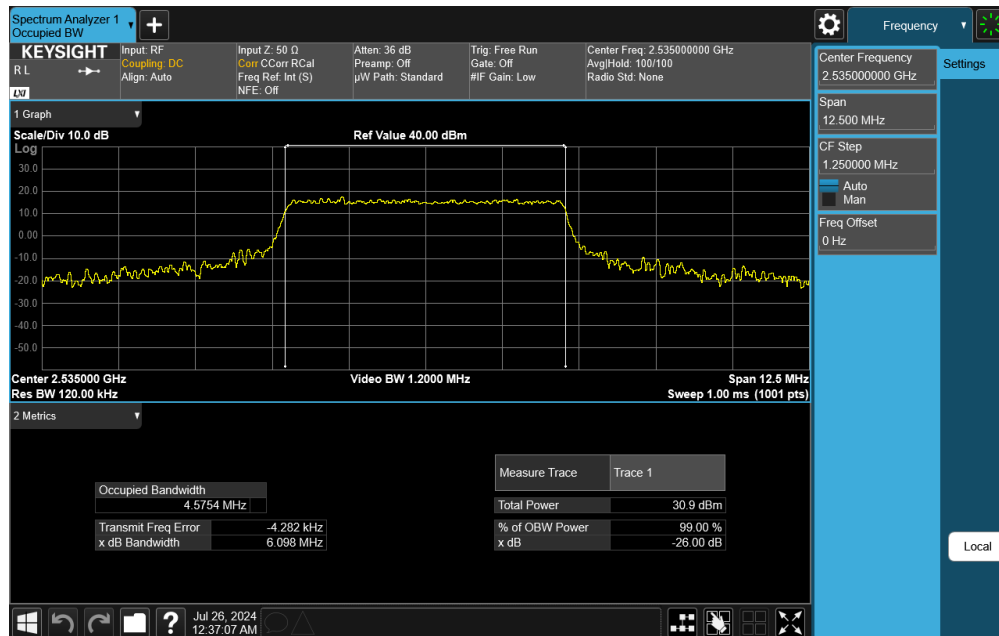 Spectrum Analyzer 1
Occupied BW
KEYSIGHT
R L
LXI
Input: RF
Coupling: DC
Align: Auto
Input Z: 50 Ω
Corr CCorr RCal
Freq Ref: Int (S)
NFE: Off
Atten: 36 dB
Preamp: Off
µW Path: Standard
Trig: Free Run
Gate: Off
#IF Gain: Low
Center Freq: 2.535000000 GHz
Avg|Hold: 100/100
Radio Std: None
1 Graph
Scale/Div 10.0 dB
Ref Value 40.00 dBm
Log
30.0
20.0
10.0
0.00
-10.0
-20.0
-30.0
-40.0
-50.0
Center 2.535000 GHz
Video BW 1.2000 MHz
Span 12.5 MHz
Res BW 120.00 kHz
Sweep 1.00 ms (1001 pts)
2 Metrics
Occupied Bandwidth
4.5754 MHz
Transmit Freq Error -4.282 kHz
x dB Bandwidth 6.098 MHz
Measure Trace Trace 1
Total Power 30.9 dBm
% of OBW Power 99.00 %
x dB -26.00 dB
Frequency
Settings
Center Frequency
2.535000000 GHz
Span
12.500 MHz
CF Step
1.250000 MHz
Auto
Man
Freq Offset
0 Hz
Local
?
Jul 26, 2024
12:37:07 AM